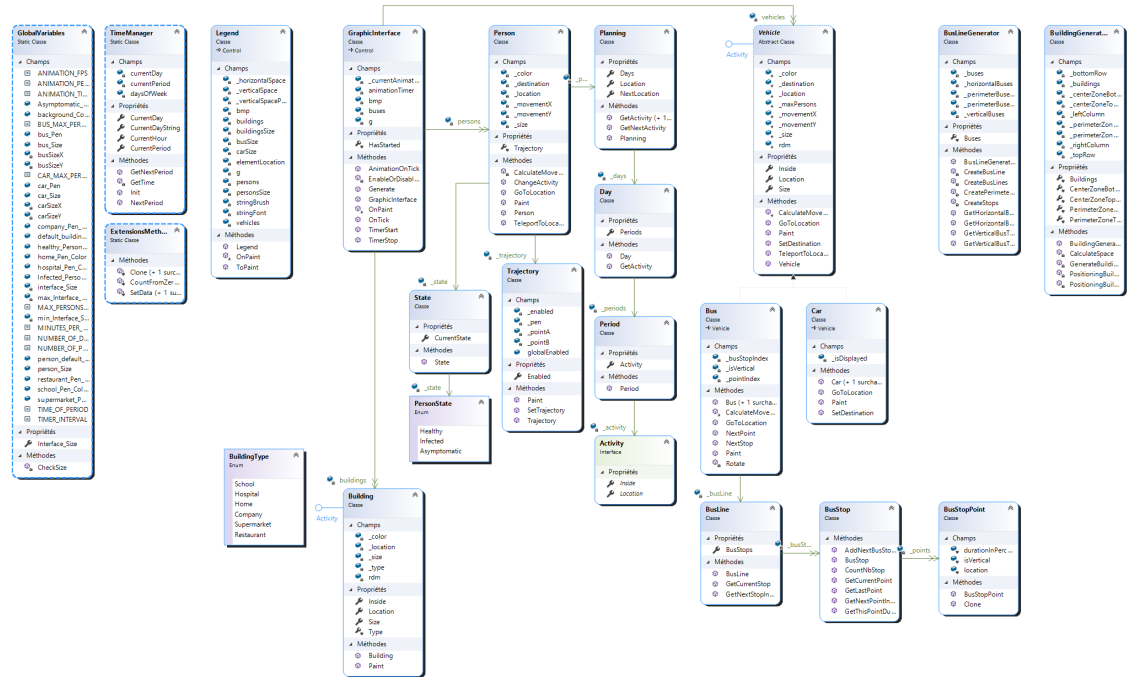 GlobalVariables
Static Classe
Champs
ANIMATION_FPS
ANIMATION_PE...
ANIMATION_TI...
Asymptomatic_...
background_Co...
BUS_MAX_PER...
bus_Pen
bus_Size
busSizeX
busSizeY
CAR_MAX_PER...
car_Pen
car_Size
carSizeX
carSizeY
company_Pen_...
default_buildin...
healthy_Person...
home_Pen_Color
hospital_Pen_C...
Infected_Perso...
interface_Size
max_Interface_...
MAX_PERSONS...
min_Interface_S...
MINUTES_PER_...
NUMBER_OF_D...
NUMBER_OF_P...
person_default_...
person_Size
restaurant_Pen_...
school_Pen_Col...
supermarket_P...
TIME_OF_PERIOD
TIMER_INTERVAL
Propriétés
Interface_Size
Méthodes
CheckSize
TimeManager
Static Classe
Champs
currentDay
currentPeriod
daysOfWeek
Propriétés
CurrentDay
CurrentDayString
CurrentHour
CurrentPeriod
Méthodes
GetNextPeriod
GetTime
Init
NextPeriod
ExtensionsMeth...
Static Classe
Méthodes
Clone (+ 1 surc...
CountFromZer...
SetData (+ 1 su...
Legend
Classe
Control
Champs
_horizontalSpace
_verticalSpace
_verticalSpaceP...
bmp
buildings
buildingsSize
busSize
carSize
elementLocation
g
persons
personsSize
stringBrush
stringFont
vehicles
Méthodes
Legend
OnPaint
ToPaint
GraphicInterface
Classe
Control
Champs
_currentAnimat...
animationTimer
bmp
buses
g
Propriétés
HasStarted
Méthodes
AnimationOnTick
EnableOrDisabl...
Generate
GraphicInterface
OnPaint
OnTick
TimerStart
TimerStop
persons
vehicles
buildings
Person
Classe
Champs
_color
_destination
_location
_movementX
_movementY
_size
Propriétés
Trajectory
Méthodes
CalculateMove...
ChangeActivity
GoToLocation
Paint
Person
TeleportToLoca...
_p...
_state
_trajectory
Planning
Classe
Propriétés
Days
Location
NextLocation
Méthodes
GetActivity (+ 1...
GetNextActivity
Planning
_days
Day
Classe
Propriétés
Periods
Méthodes
Day
GetActivity
_periods
Period
Classe
Propriétés
Activity
Méthodes
Period
_activity
Activity
Interface
Propriétés
Inside
Location
State
Classe
Propriétés
CurrentState
Méthodes
State
_state
PersonState
Enum
Healthy
Infected
Asymptomatic
Trajectory
Classe
Champs
_enabled
_pen
_pointA
_pointB
globalEnabled
Propriétés
Enabled
Méthodes
Paint
SetTrajectory
Trajectory
BuildingType
Enum
School
Hospital
Home
Company
Supermarket
Restaurant
Activity
Building
Classe
Champs
_color
_location
_size
_type
rdm
Propriétés
Inside
Location
Size
Type
Méthodes
Building
Paint
Activity
Vehicle
Abstract Classe
Champs
_color
_destination
_location
_maxPersons
_movementX
_movementY
_size
rdm
Propriétés
Inside
Location
Size
Méthodes
CalculateMove...
GoToLocation
Paint
SetDestination
TeleportToLoca...
Vehicle
Bus
Classe
Vehicle
Champs
_busStopIndex
_isVertical
_pointIndex
Méthodes
Bus (+ 1 surcha...
CalculateMove...
GoToLocation
NextPoint
NextStop
Paint
Rotate
Car
Classe
Vehicle
Champs
_isDisplayed
Méthodes
Car (+ 1 surcha...
GoToLocation
Paint
SetDestination
_busLine
BusLine
Classe
Propriétés
BusStops
Méthodes
BusLine
GetCurrentStop
GetNextStopIn...
_busSt...
BusStop
Classe
Méthodes
AddNextBusSto...
BusStop
CountNbStop
GetCurrentPoint
GetLastPoint
GetNextPointIn...
GetThisPointDu...
_points
BusStopPoint
Classe
Champs
durationInPerc...
isVertical
location
Méthodes
BusStopPoint
Clone
BusLineGenerator
Classe
Champs
_buses
_horizontalBuses
_perimeterBuse...
_perimeterBuse...
_verticalBuses
Propriétés
Buses
Méthodes
BusLineGenerat...
CreateBusLine
CreateBusLines
CreatePerimete...
CreateStops
GetHorizontalB...
GetVerticalBusT...
GetVerticalBusT...
BuildingGenerat...
Classe
Champs
_bottomRow
_buildings
_centerZoneBot...
_centerZoneTo...
_leftColumn
_perimeterZon...
_perimeterZon...
_rightColumn
_topRow
Propriétés
Buildings
CenterZoneBot...
CenterZoneTop...
PerimeterZone...
PerimeterZoneT...
Méthodes
BuildingGenera...
CalculateSpace
GenerateBuildi...
PositioningBuil...
PositioningBuil...